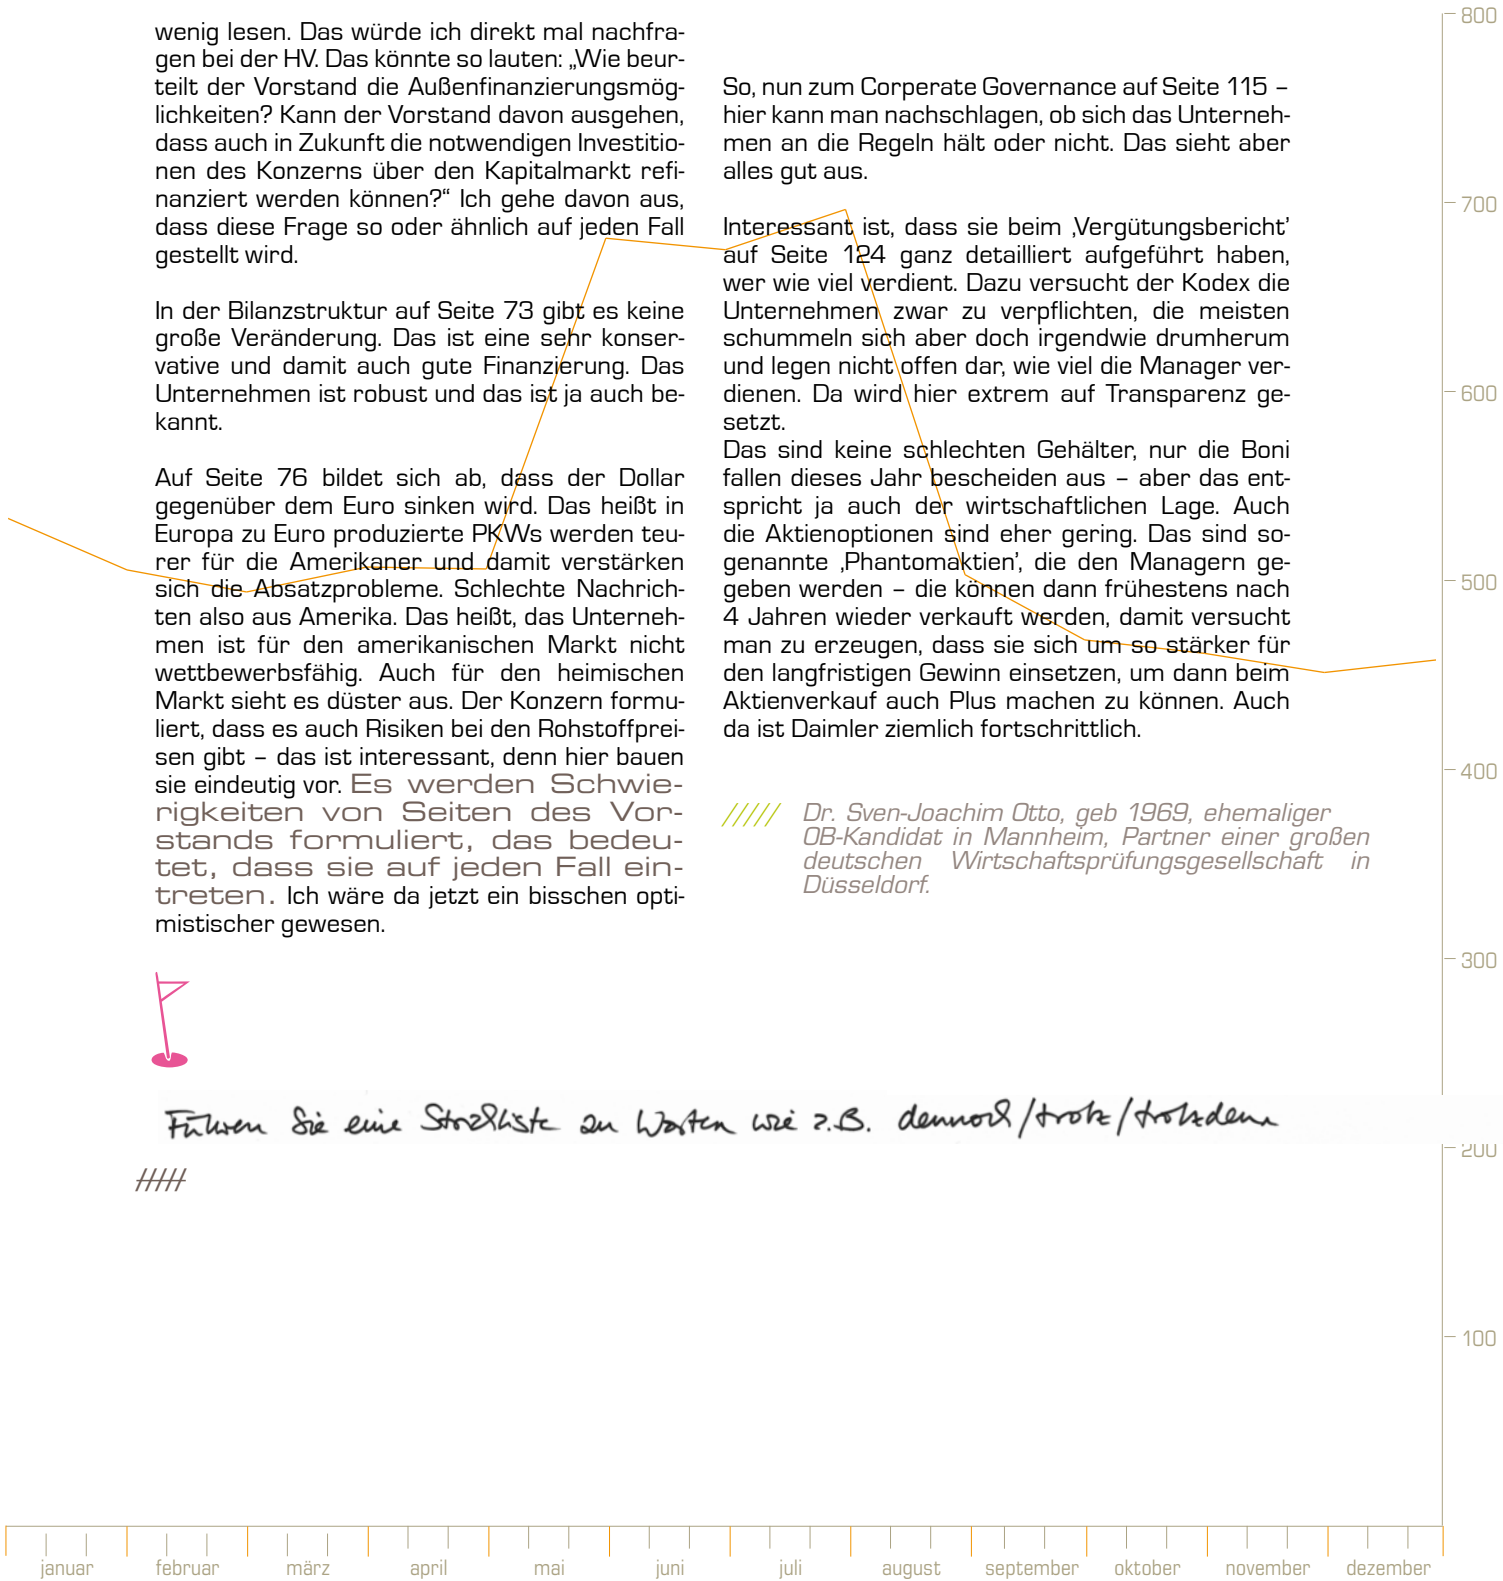 wenig lesen. Das würde ich direkt mal nachfra-
gen bei der HV. Das könnte so lauten: „Wie beur-
teilt der Vorstand die Außenfinanzierungsmög-
lichkeiten? Kann der Vorstand davon ausgehen,
dass auch in Zukunft die notwendigen Investitio-
nen des Konzerns über den Kapitalmarkt refi-
nanziert werden können?“ Ich gehe davon aus,
dass diese Frage so oder ähnlich auf jeden Fall
gestellt wird.
In der Bilanzstruktur auf Seite 73 gibt es keine
große Veränderung. Das ist eine sehr konser-
vative und damit auch gute Finanzierung. Das
Unternehmen ist robust und das ist ja auch be-
kannt.
Auf Seite 76 bildet sich ab, dass der Dollar
gegenüber dem Euro sinken wird. Das heißt in
Europa zu Euro produzierte PKWs werden teu-
rer für die Amerikaner und damit verstärken
sich die Absatzprobleme. Schlechte Nachrich-
ten also aus Amerika. Das heißt, das Unterneh-
men ist für den amerikanischen Markt nicht
wettbewerbsfähig. Auch für den heimischen
Markt sieht es düster aus. Der Konzern formu-
liert, dass es auch Risiken bei den Rohstoffprei-
sen gibt – das ist interessant, denn hier bauen
sie eindeutig vor. Es werden Schwie-
rigkeiten von Seiten des Vor-
stands formuliert, das bedeu-
tet, dass sie auf jeden Fall ein-
treten. Ich wäre da jetzt ein bisschen opti-
mistischer gewesen.
So, nun zum Corperate Governance auf Seite 115 –
hier kann man nachschlagen, ob sich das Unterneh-
men an die Regeln hält oder nicht. Das sieht aber
alles gut aus.
Interessant ist, dass sie beim ‚Vergütungsbericht’
auf Seite 124 ganz detailliert aufgeführt haben,
wer wie viel verdient. Dazu versucht der Kodex die
Unternehmen zwar zu verpflichten, die meisten
schummeln sich aber doch irgendwie drumherum
und legen nicht offen dar, wie viel die Manager ver-
dienen. Da wird hier extrem auf Transparenz ge-
setzt.
Das sind keine schlechten Gehälter, nur die Boni
fallen dieses Jahr bescheiden aus – aber das ent-
spricht ja auch der wirtschaftlichen Lage. Auch
die Aktienoptionen sind eher gering. Das sind so-
genannte ‚Phantomaktien’, die den Managern ge-
geben werden – die können dann frühestens nach
4 Jahren wieder verkauft werden, damit versucht
man zu erzeugen, dass sie sich um so stärker für
den langfristigen Gewinn einsetzen, um dann beim
Aktienverkauf auch Plus machen zu können. Auch
da ist Daimler ziemlich fortschrittlich.
////// Dr. Sven-Joachim Otto, geb 1969, ehemaliger
OB-Kandidat in Mannheim, Partner einer großen
deutschen Wirtschaftsprüfungsgesellschaft in
Düsseldorf.
Führen Sie eine Strichliste zu Worten wie z.B. dennoch/trotz/trotzdem
800
700
600
500
400
300
200
100
januar februar märz april mai juni juli august september oktober november dezember